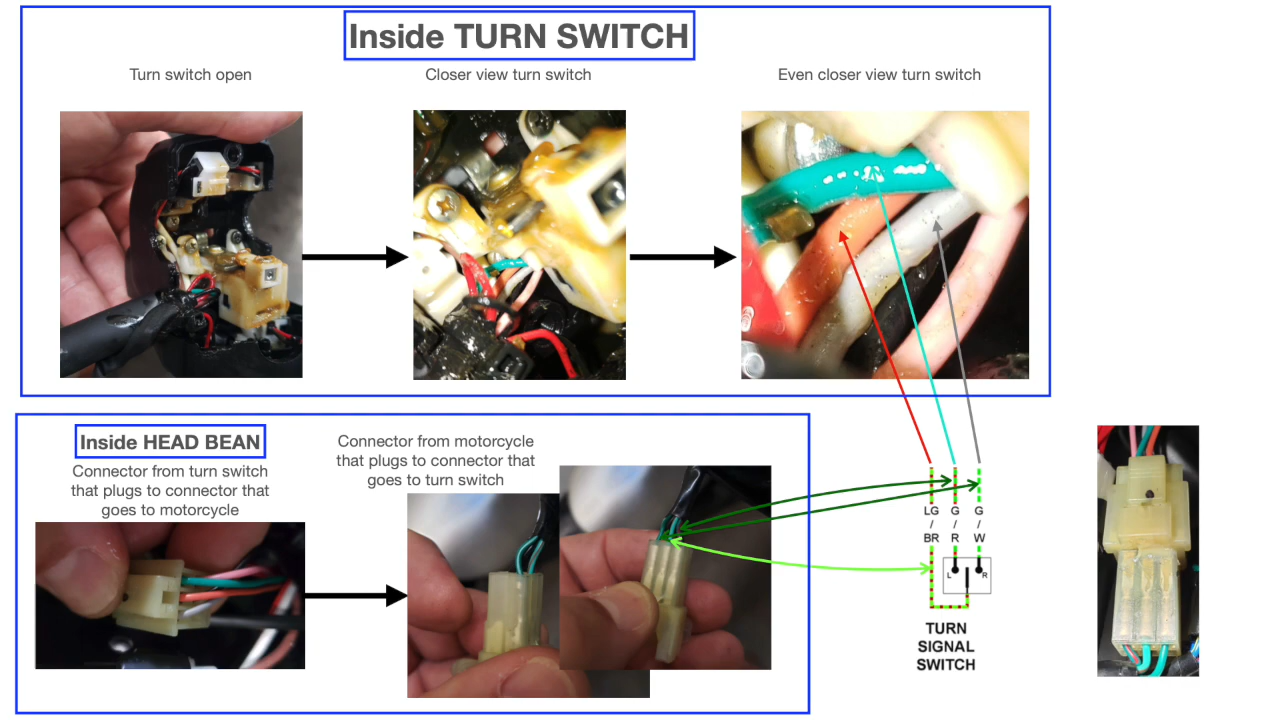 Inside TURN SWITCH
Turn switch open
Closer view turn switch
Even closer view turn switch
Inside HEAD BEAN
Connector from turn switch
that plugs to connector that
goes to motorcycle
Connector from motorcycle
that plugs to connector that
goes to turn switch
LG G G
/ / /
BR R W
L R
TURN
SIGNAL
SWITCH